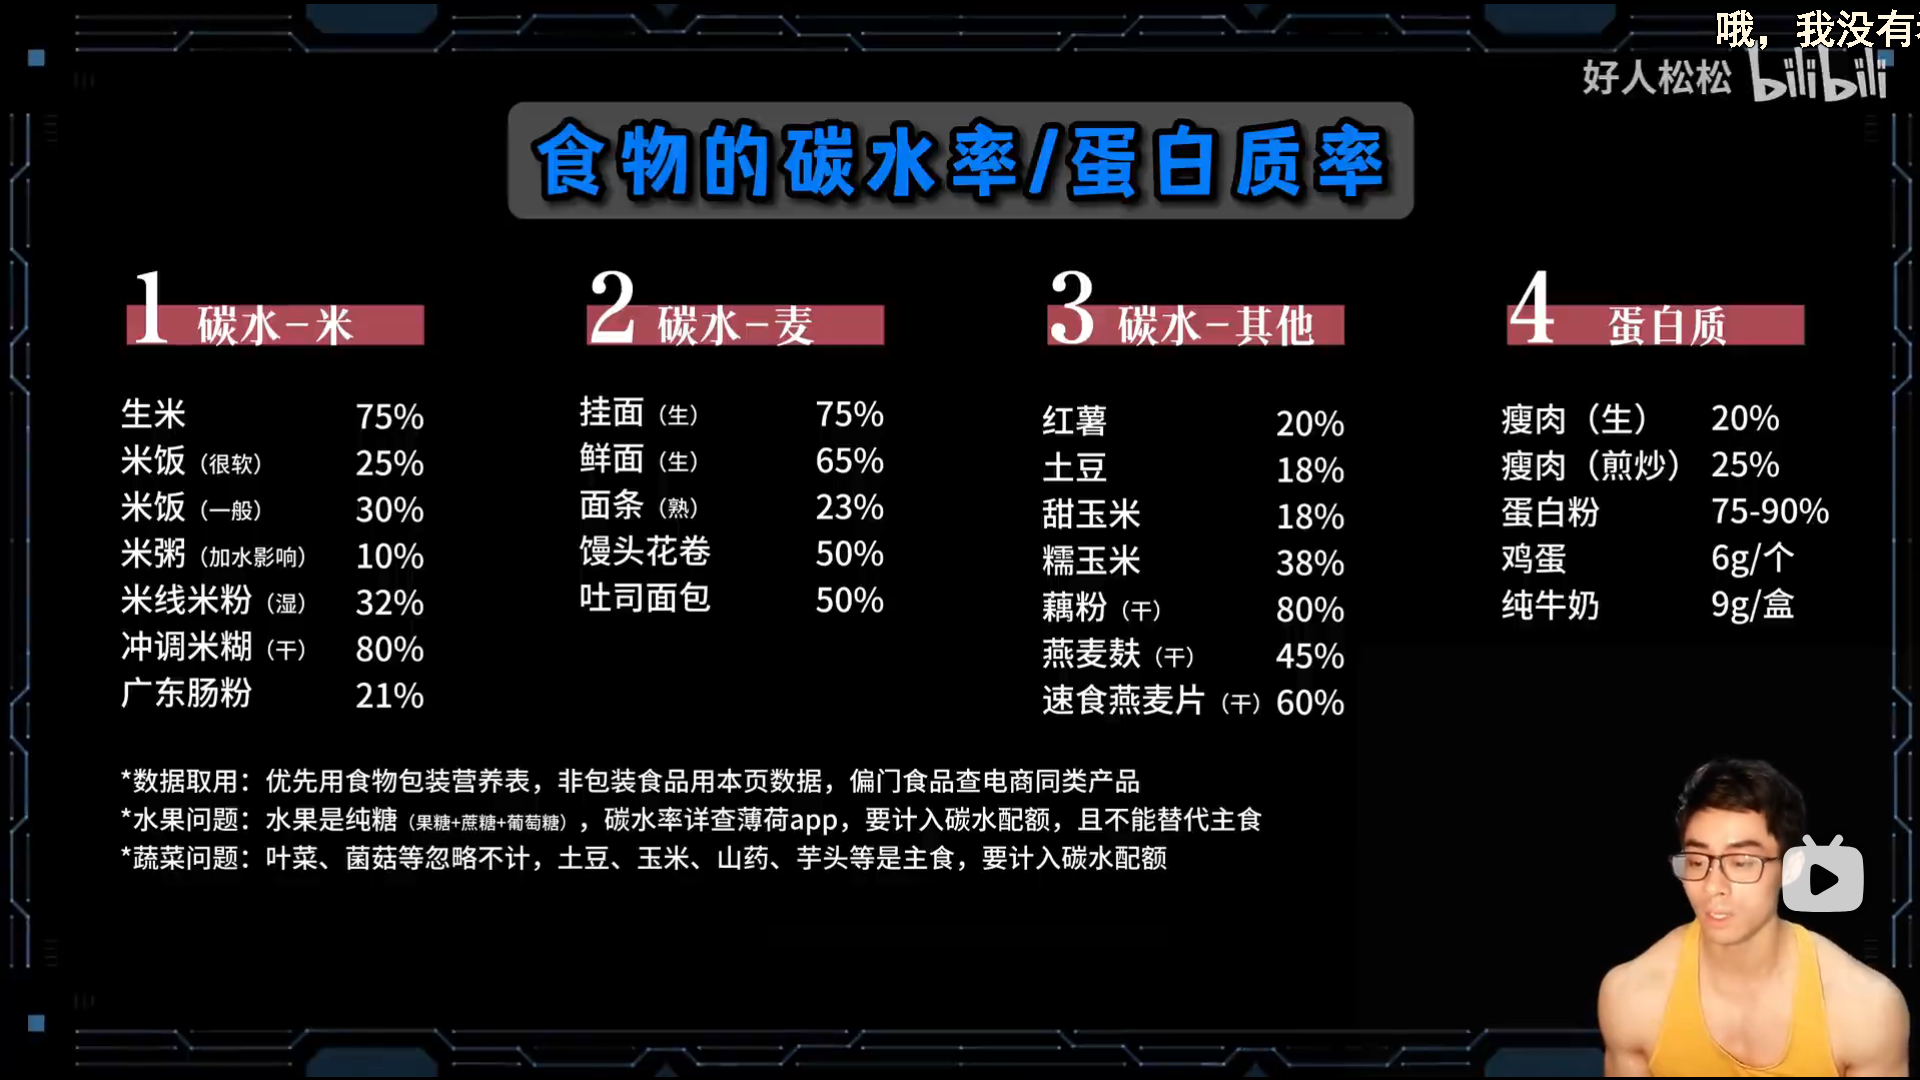 哦，我没有
好人松松 bilibili
食物的碳水率/蛋白质率
1 碳水-米
生米 75%
米饭（很软） 25%
米饭（一般） 30%
米粥（加水影响） 10%
米线米粉（湿） 32%
冲调米糊（干） 80%
广东肠粉 21%
2 碳水-麦
挂面（生） 75%
鲜面（生） 65%
面条（熟） 23%
馒头花卷 50%
吐司面包 50%
3 碳水-其他
红薯 20%
土豆 18%
甜玉米 18%
糯玉米 38%
藕粉（干） 80%
燕麦麸（干） 45%
速食燕麦片（干） 60%
4 蛋白质
瘦肉（生） 20%
瘦肉（煎炒） 25%
蛋白粉 75-90%
鸡蛋 6g/个
纯牛奶 9g/盒
*数据取用：优先用食物包装营养表，非包装食品用本页数据，偏门食品查电商同类产品
*水果问题：水果是纯糖（果糖+蔗糖+葡萄糖），碳水率详查薄荷app，要计入碳水配额，且不能替代主食
*蔬菜问题：叶菜、菌菇等忽略不计，土豆、玉米、山药、芋头等是主食，要计入碳水配额